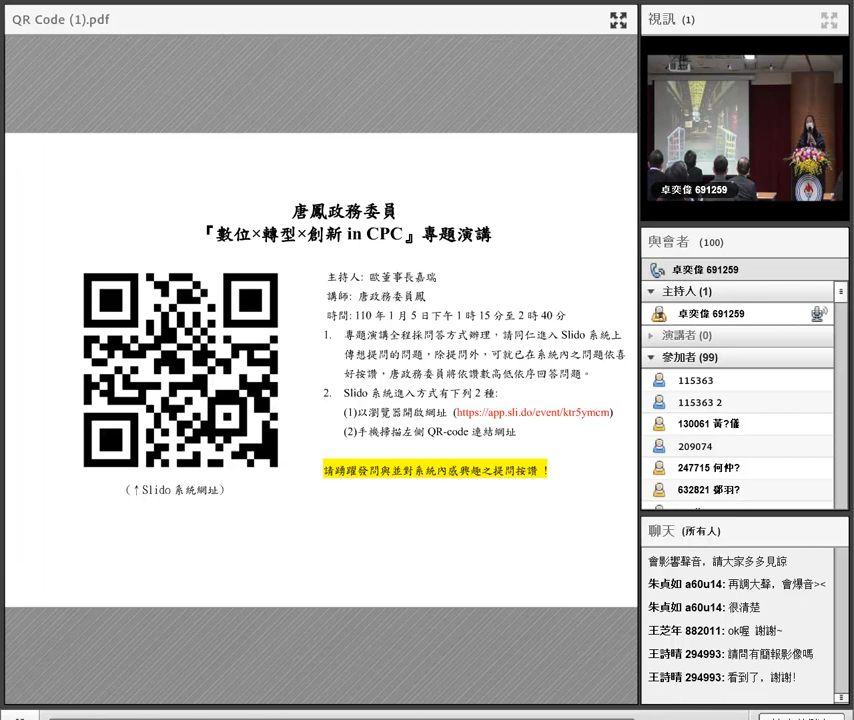 QR Code (1).pdf
唐鳳政務委員
『數位×轉型×創新 in CPC』專題演講
主持人: 歐董事長嘉瑞
講師: 唐政務委員鳳
時間: 110 年 1 月 5 日下午 1 時 15 分至 2 時 40 分
1. 專題演講全程採問答方式辦理，請同仁進入 Slido 系統上
傳想提問的問題，除提問外，可就已在系統內之問題依喜
好按讚，唐政務委員將依讚數高低依序回答問題。
2. Slido 系統進入方式有下列 2 種:
(1)以瀏覽器開啟網址 (https://app.sli.do/event/ktr5ymcm)
(2)手機掃描左側 QR-code 連結網址
請踴躍發問與並對系統內感興趣之提問按讚 !
(↑Slido 系統網址)
視訊 (1)
卓奕偉 691259
與會者 (100)
卓奕偉 691259
主持人 (1)
卓奕偉 691259
演講者 (0)
參加者 (99)
115363
115363 2
130061 黃?儀
209074
247715 何仲?
632821 鄭羽?
聊天 (所有人)
會影響聲音，請大家多多見諒
朱貞如 a60u14: 再調大聲，會爆音><
朱貞如 a60u14: 很清楚
王芝年 882011: ok喔 謝謝~
王詩晴 294993: 請問有簡報影像嗎
王詩晴 294993: 看到了，謝謝!